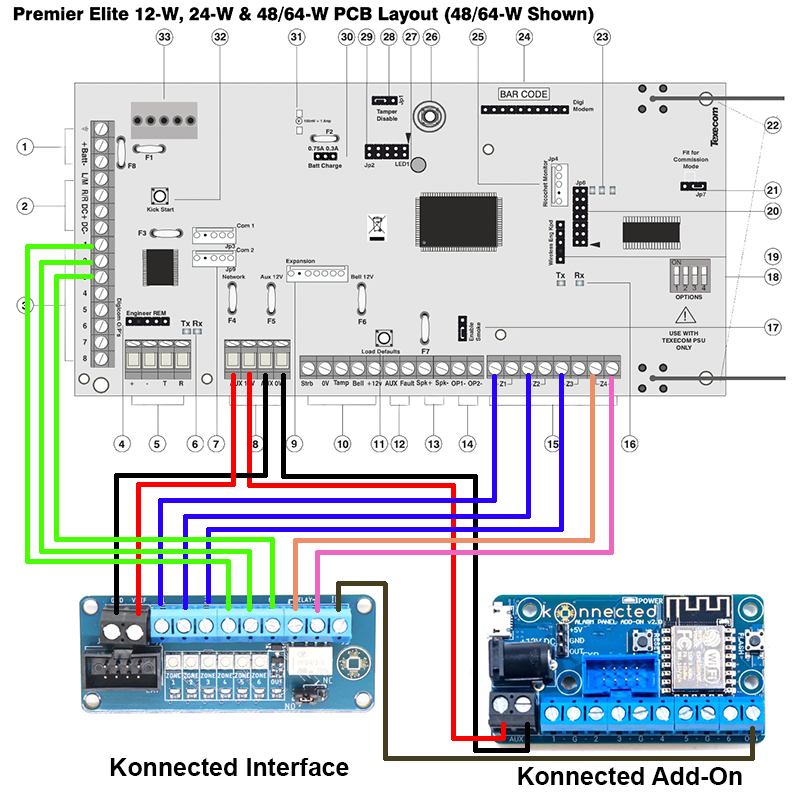 Premier Elite 12-W, 24-W & 48/64-W PCB Layout (48/64-W Shown)
33 31 30 29 28 27 26 25 24 23
BAR CODE
Jp1
Tamper
Disable
Digi
Modem
100mV = 1 Amp
F2
0.75A 0.3A
Batt Charge
Jp2
LED1
Texecom
22
1
+ Batt-
F8
F1
Jp4
Ricochet Monitor
Jp6
Fit for
Commission
Mode
Jp7
21
2
L/M R/R DC+ DC-
Kick Start
32
20
F3
Com 1
Jp3
Com 2
Jp9
Wireless Eng Kpd
19
Expansion
Network
Aux 12V
Bell 12V
Tx Rx
ON
1 2 3 4
OPTIONS
18
3
4
5
6
7
8
Digicom O P's
Engineer REM
Tx Rx
F4
F5
F6
F7
Load Defaults
Enable
Smoke
USE WITH
TEXECOM PSU
ONLY
17
+ - T R
AUX 12V
AUX 0V
Strb 0V Tamp Bell +12v AUX Fault Spk+ Spk- OP1- OP2-
Z1 Z2 Z3 Z4
4 5 6 7 8 9 10 11 12 13 14 15 16
ZONE
1
ZONE
2
ZONE
3
ZONE
4
ZONE
5
ZONE
6
OUT
NC
NO
POWER
konnected
ALARM PANEL ADD-ON v2.
+5V
GND
OUT
RESET
FLASH
WiFi
AUX 1 - G - 2 3 - G - 4 5 - G - 6
Konnected Interface
Konnected Add-On